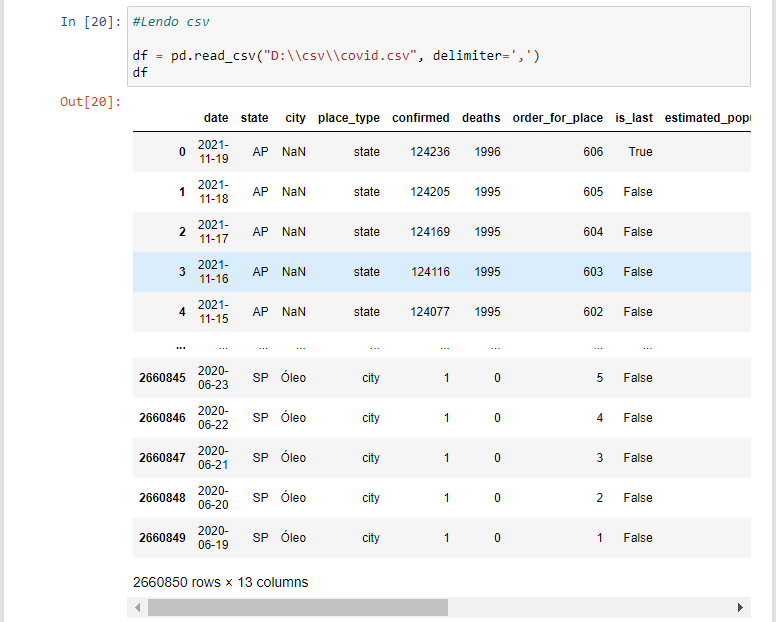 In [20]: #Lendo csv
df = pd.read_csv("D:\\csv\\covid.csv", delimiter=',')
df
Out[20]:
date state city place_type confirmed deaths order_for_place is_last estimated_popu
0 2021-11-19 AP NaN state 124236 1996 606 True
1 2021-11-18 AP NaN state 124205 1995 605 False
2 2021-11-17 AP NaN state 124169 1995 604 False
3 2021-11-16 AP NaN state 124116 1995 603 False
4 2021-11-15 AP NaN state 124077 1995 602 False
... ... ... ... ... ... ... ... ...
2660845 2020-06-23 SP Óleo city 1 0 5 False
2660846 2020-06-22 SP Óleo city 1 0 4 False
2660847 2020-06-21 SP Óleo city 1 0 3 False
2660848 2020-06-20 SP Óleo city 1 0 2 False
2660849 2020-06-19 SP Óleo city 1 0 1 False
2660850 rows × 13 columns